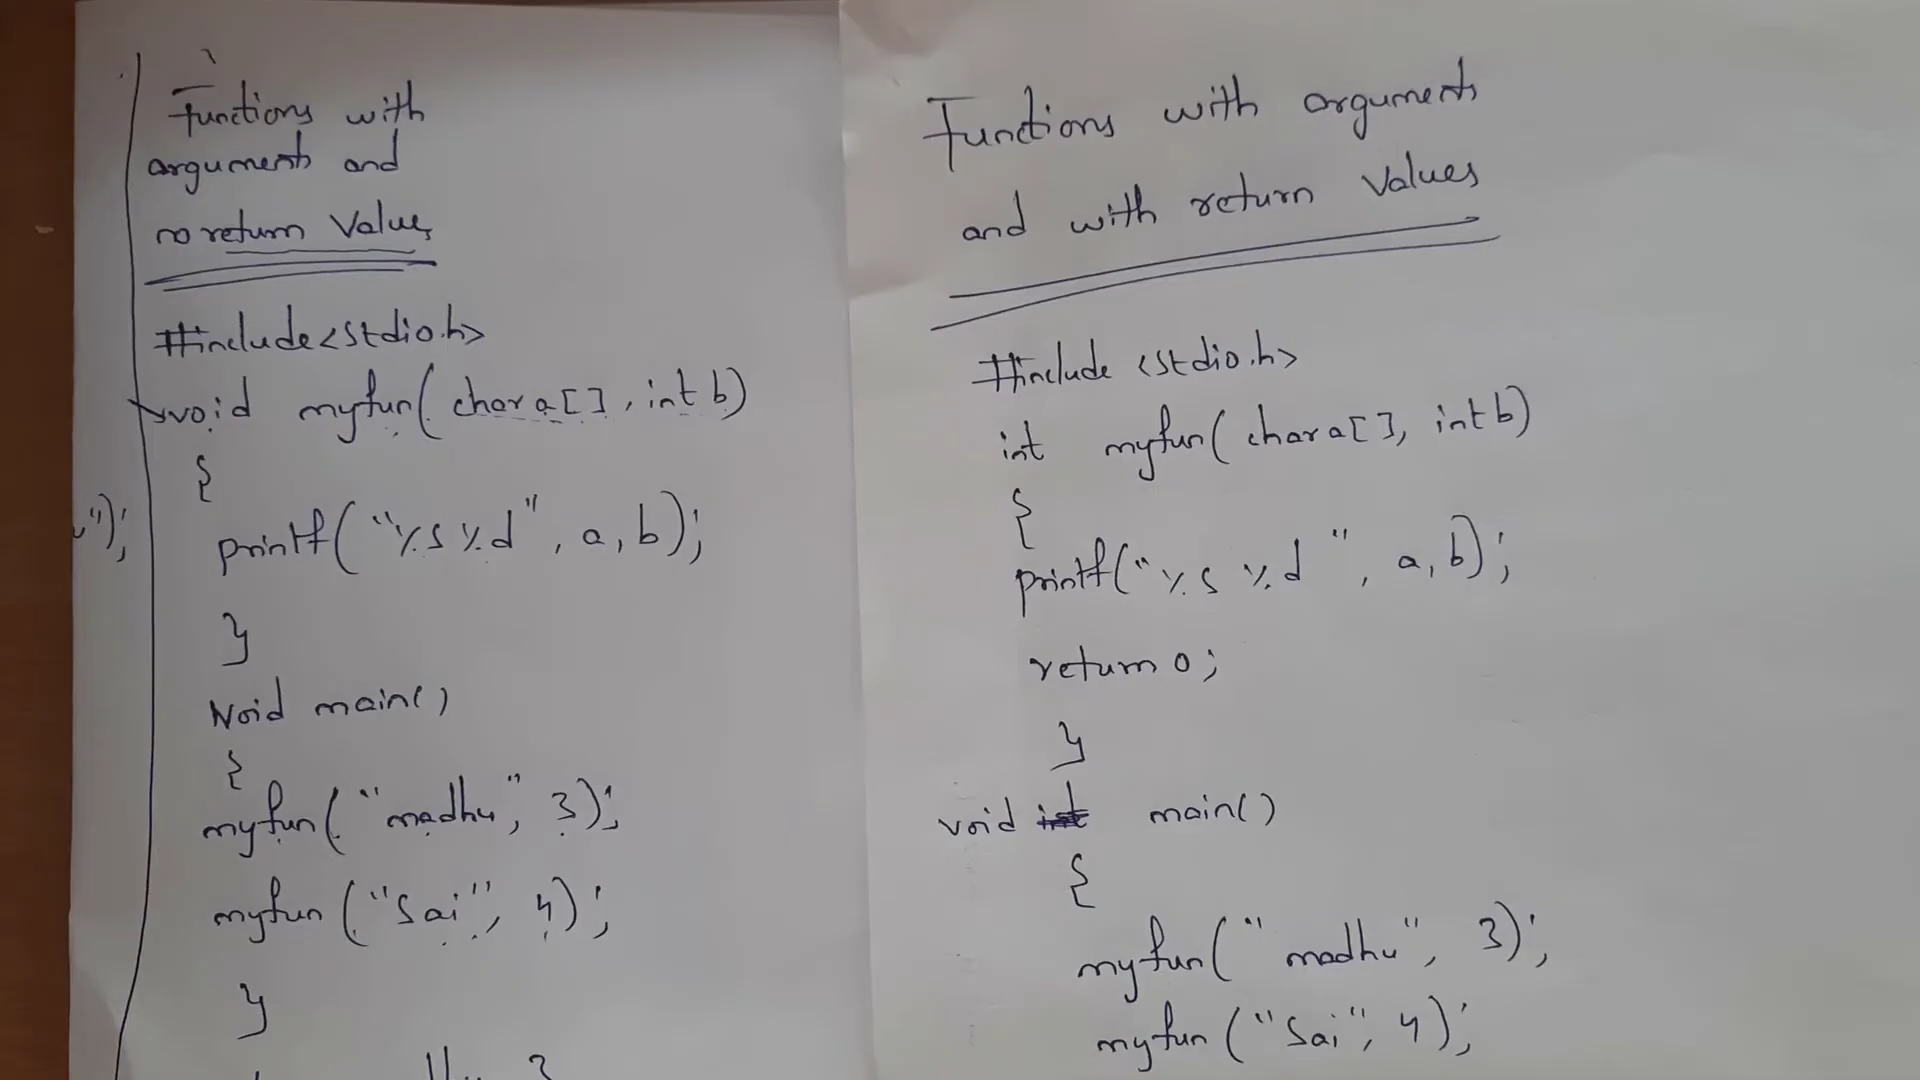 Functions with
arguments and
no return Values
#include<stdio.h>
void myfun(char a[], int b)
{
printf("%s %d", a, b);
}
Void main()
{
myfun("madhu", 3);
myfun("Sai", 4);
}
");
Functions with arguments
and with return Values
#include <stdio.h>
int myfun(char a[], int b)
{
printf("%s %d", a, b);
return 0;
}
void main()
{
myfun("madhu", 3);
myfun("Sai", 4);